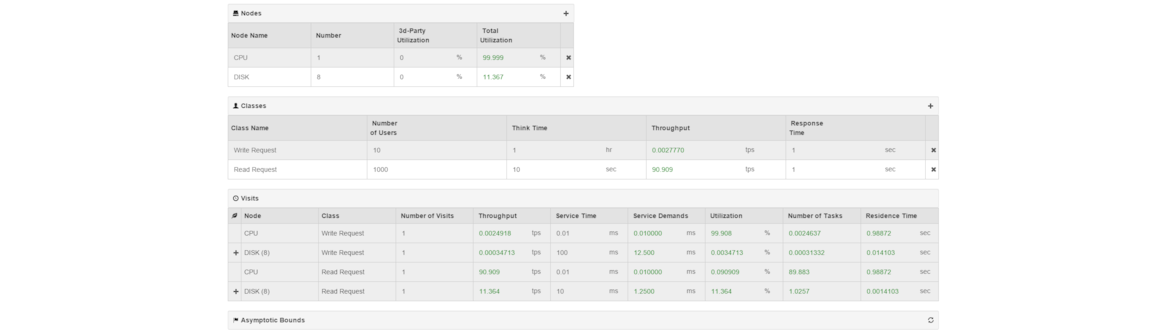 Nodes +
Node Name Number 3d-Party Utilization Total Utilization
CPU 1 0 % 99.999 % ✖
DISK 8 0 % 11.367 % ✖
Classes +
Class Name Number of Users Think Time Throughput Response Time
Write Request 10 1 hr 0.0027770 tps 1 sec ✖
Read Request 1000 10 sec 90.909 tps 1 sec ✖
Visits
Node Class Number of Visits Throughput Service Time Service Demands Utilization Number of Tasks Residence Time
CPU Write Request 1 0.0024918 tps 0.01 ms 0.010000 ms 99.908 % 0.0024637 0.98872 sec
+ DISK (8) Write Request 1 0.00034713 tps 100 ms 12.500 ms 0.0034713 % 0.00031332 0.014103 sec
CPU Read Request 1 90.909 tps 0.01 ms 0.010000 ms 0.090909 % 89.883 0.98872 sec
+ DISK (8) Read Request 1 11.364 tps 10 ms 1.2500 ms 11.364 % 1.0257 0.0014103 sec
Asymptotic Bounds